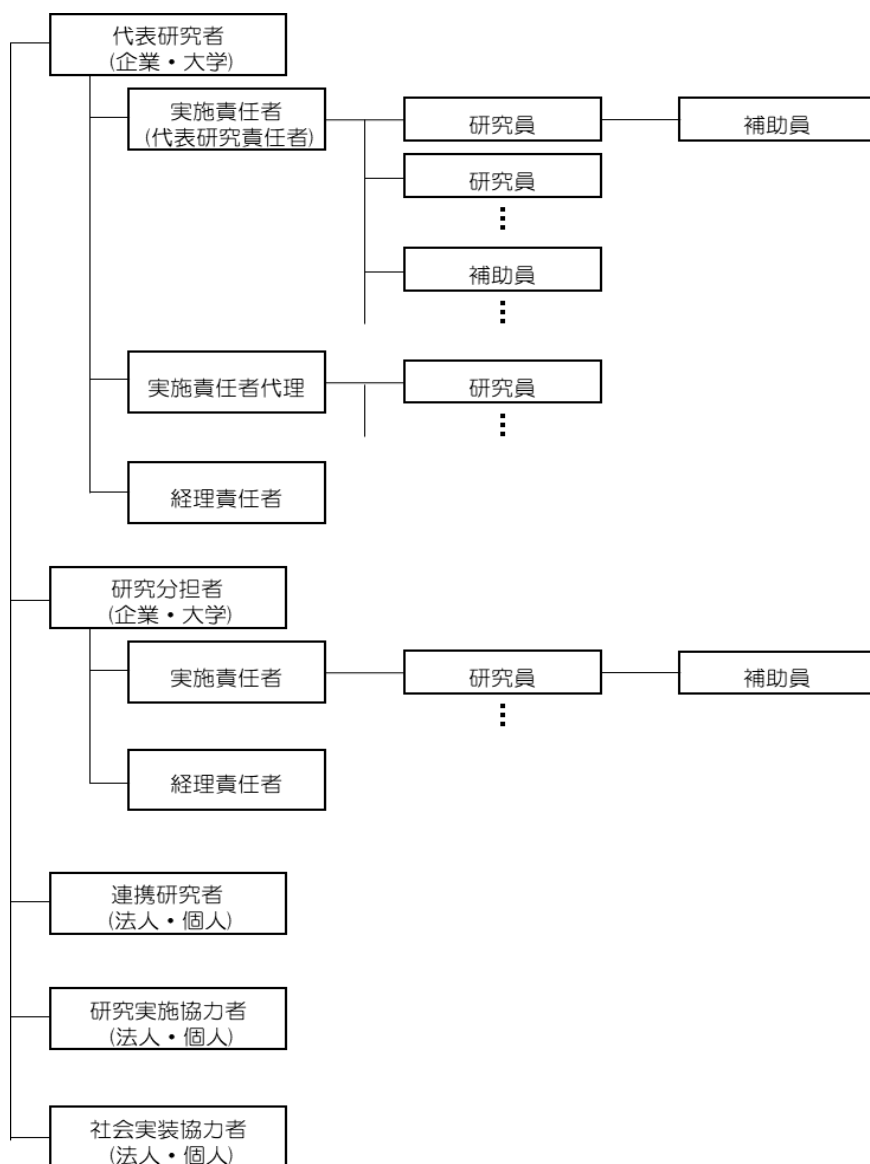 代表研究者
(企業・大学)
実施責任者
(代表研究責任者)
研究員
補助員
研究員
補助員
実施責任者代理
研究員
経理責任者
研究分担者
(企業・大学)
実施責任者
研究員
補助員
経理責任者
連携研究者
(法人・個人)
研究実施協力者
(法人・個人)
社会実装協力者
(法人・個人)